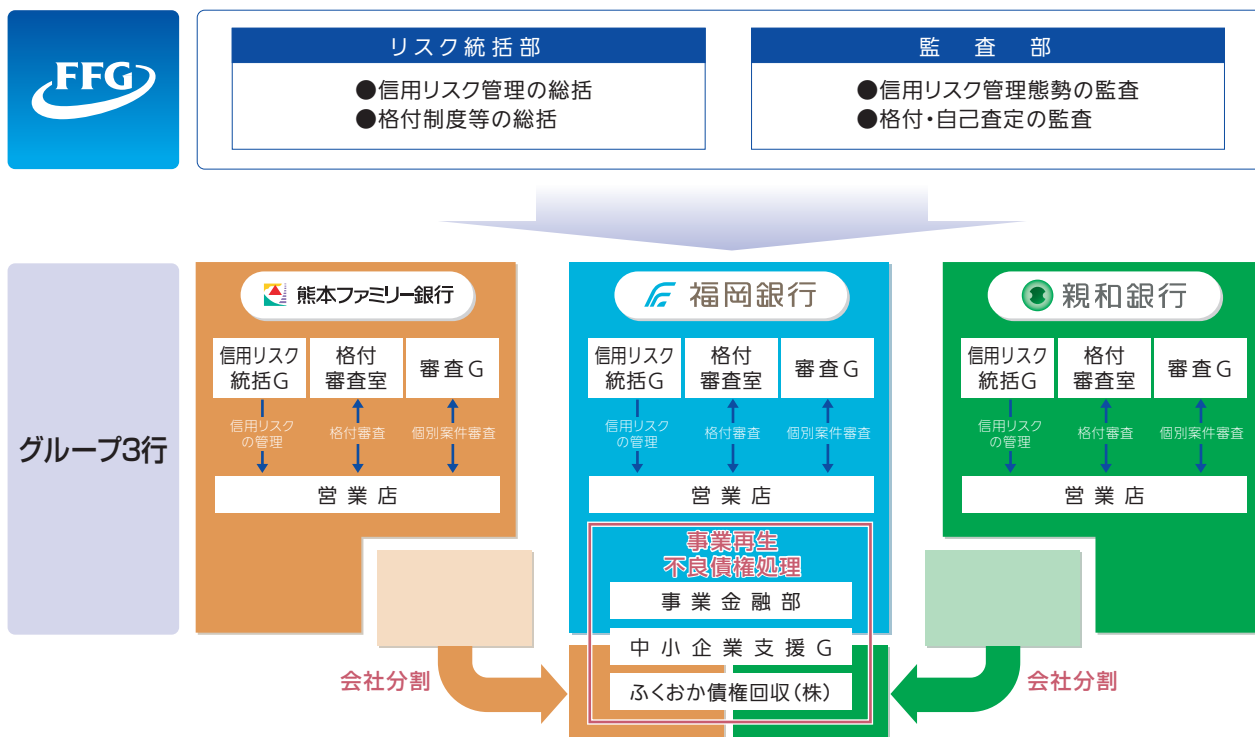 FFG
リスク統括部
●信用リスク管理の総括
●格付制度等の総括
監査部
●信用リスク管理態勢の監査
●格付・自己査定の監査
グループ3行
熊本ファミリー銀行
信用リスク
統括G
格付
審査室
審査G
信用リスク
の管理
格付審査
個別案件審査
営業店
福岡銀行
信用リスク
統括G
格付
審査室
審査G
信用リスク
の管理
格付審査
個別案件審査
営業店
親和銀行
信用リスク
統括G
格付
審査室
審査G
信用リスク
の管理
格付審査
個別案件審査
営業店
事業再生
不良債権処理
事業金融部
中小企業支援G
ふくおか債権回収(株)
会社分割
会社分割